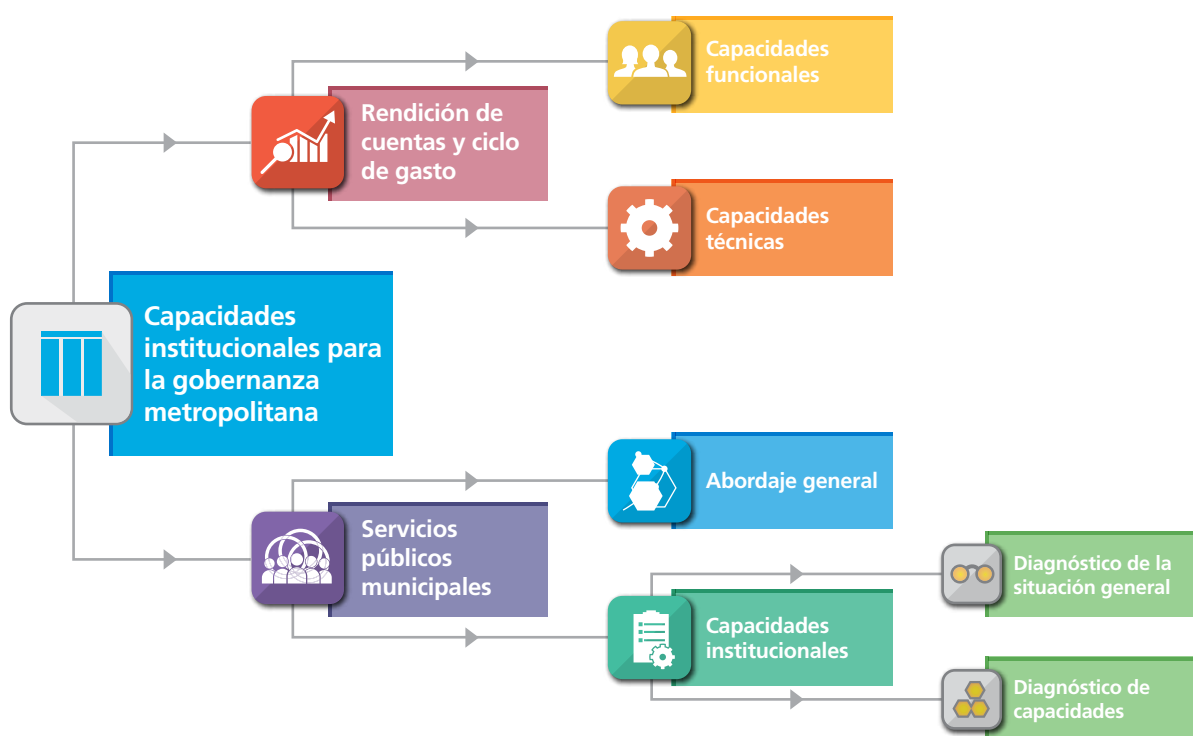 Capacidades
funcionales
Rendición de
cuentas y ciclo
de gasto
Capacidades
técnicas
Capacidades
institucionales para
la gobernanza
metropolitana
Abordaje general
Servicios
públicos
municipales
Diagnóstico de la
situación general
Capacidades
institucionales
Diagnóstico de
capacidades